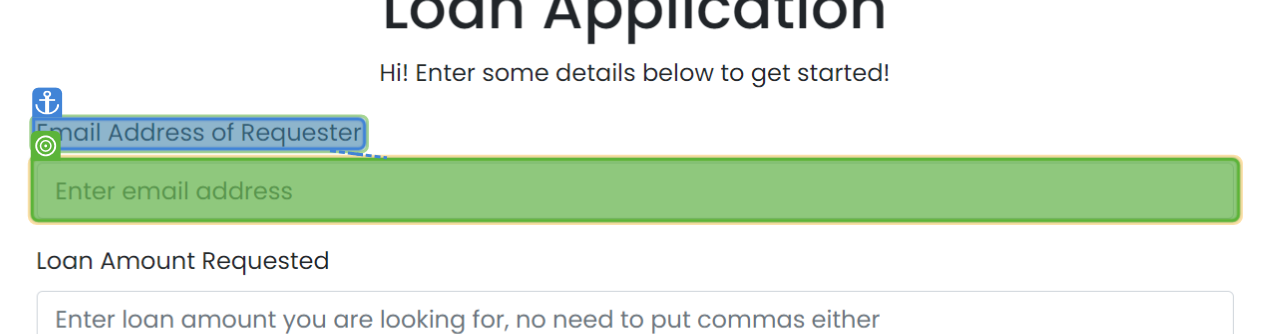 Loan Application
Hi! Enter some details below to get started!
Email Address of Requester
Enter email address
Loan Amount Requested
Enter loan amount you are looking for, no need to put commas either